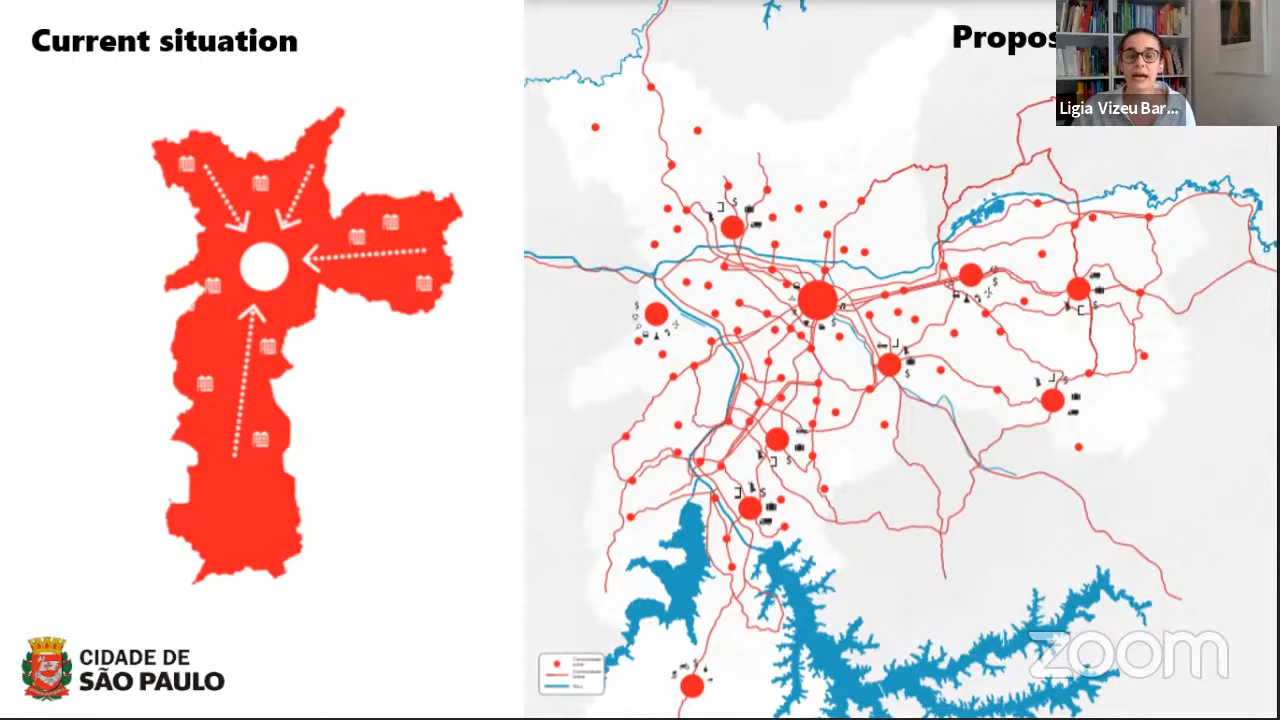 Current situation
Propos
Ligia Vizeu Bar...
CIDADE DE
SÃO PAULO
zoom